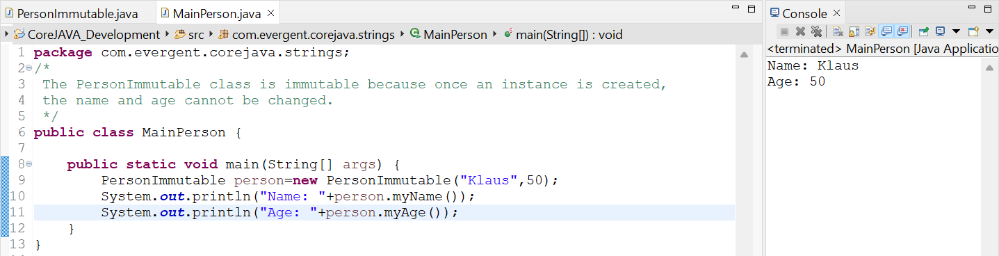 PersonImmutable.java
MainPerson.java
CoreJAVA_Development
src
com.evergent.corejava.strings
MainPerson
main(String[]) : void
1 package com.evergent.corejava.strings;
2 /*
3 The PersonImmutable class is immutable because once an instance is created,
4 the name and age cannot be changed.
5 */
6 public class MainPerson {
7
8 public static void main(String[] args) {
9 PersonImmutable person=new PersonImmutable("Klaus",50);
10 System.out.println("Name: "+person.myName());
11 System.out.println("Age: "+person.myAge());
12 }
13 }
Console
<terminated> MainPerson [Java Applicatio
Name: Klaus
Age: 50